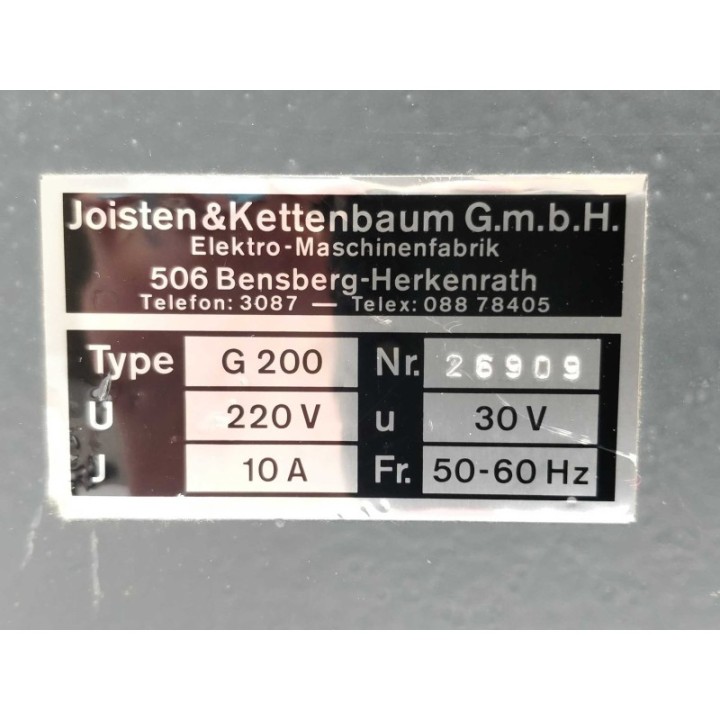 Joisten&Kettenbaum G.m.b.H.
Elektro-Maschinenfabrik
506 Bensberg-Herkenrath
Telefon: 3087 — Telex: 088 78405
Type G 200 Nr. 26909
U 220 V u 30 V
J 10 A Fr. 50-60 Hz